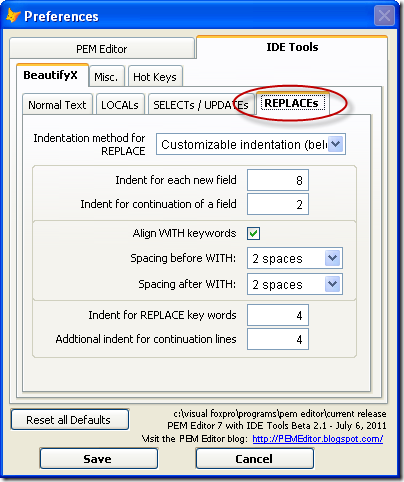 Preferences
PEM Editor
IDE Tools
BeautifyX
Misc.
Hot Keys
Normal Text
LOCALs
SELECTs / UPDATEs
REPLACEs
Indentation method for
REPLACE
Customizable indentation (belo
Indent for each new field
8
Indent for continuation of a field
2
Align WITH keywords
Spacing before WITH:
2 spaces
Spacing after WITH:
2 spaces
Indent for REPLACE key words
4
Addtional indent for continuation lines
4
Reset all Defaults
c:\visual foxpro\programs\pem editor\current release
PEM Editor 7 with IDE Tools Beta 2.1 - July 6, 2011
Visit the PEM Editor blog: http://PEMEditor.blogspot.com/
Save
Cancel